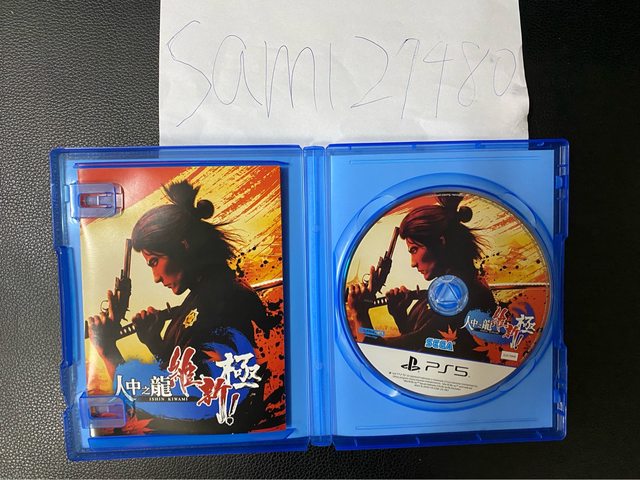 sami27480
人中之龍 維新! 極
ISHIN KIWAMI
人中之龍 維新! 極
SEGA
PS5